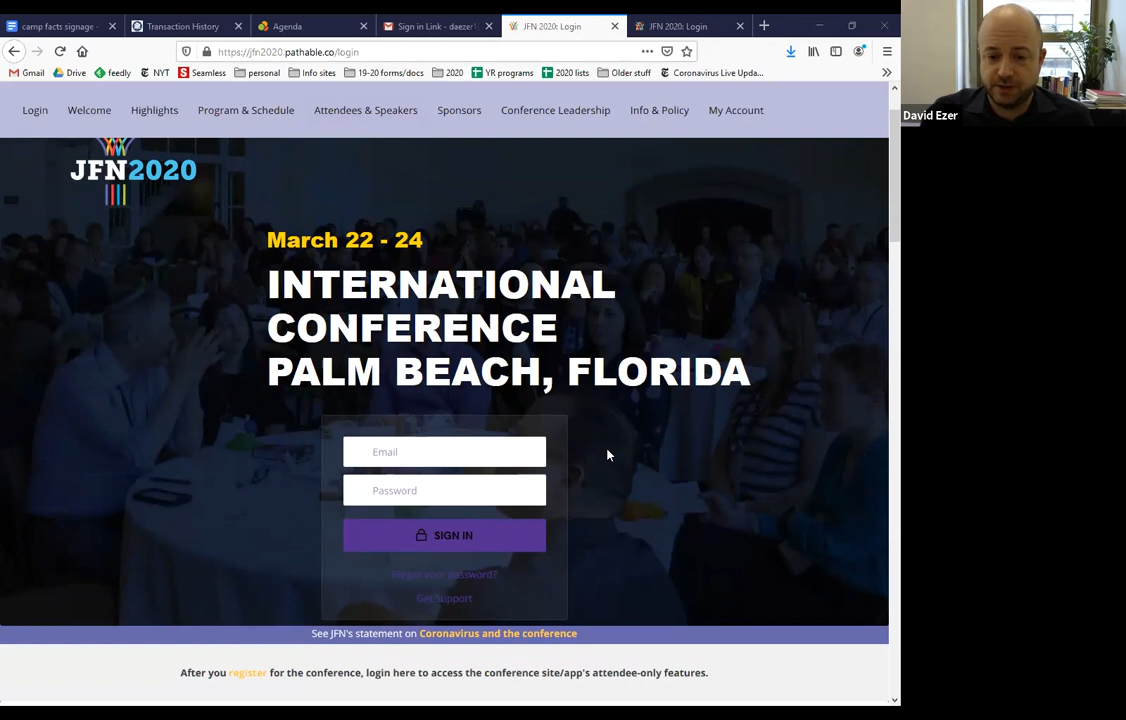 camp facts signage -
Transaction History
Agenda
Sign in Link - daezer
JFN 2020: Login
JFN 2020: Login
https://jfn2020.pathable.co/login
Gmail
Drive
feedly
NYT
Seamless
personal
Info sites
19-20 forms/docs
2020
YR programs
2020 lists
Older stuff
Coronavirus Live Upda...
David Ezer
Login
Welcome
Highlights
Program & Schedule
Attendees & Speakers
Sponsors
Conference Leadership
Info & Policy
My Account
JFN2020
March 22 - 24
INTERNATIONAL
CONFERENCE
PALM BEACH, FLORIDA
Email
Password
SIGN IN
Forgot your password?
Get Support
See JFN's statement on Coronavirus and the conference
After you register for the conference, login here to access the conference site/app's attendee-only features.